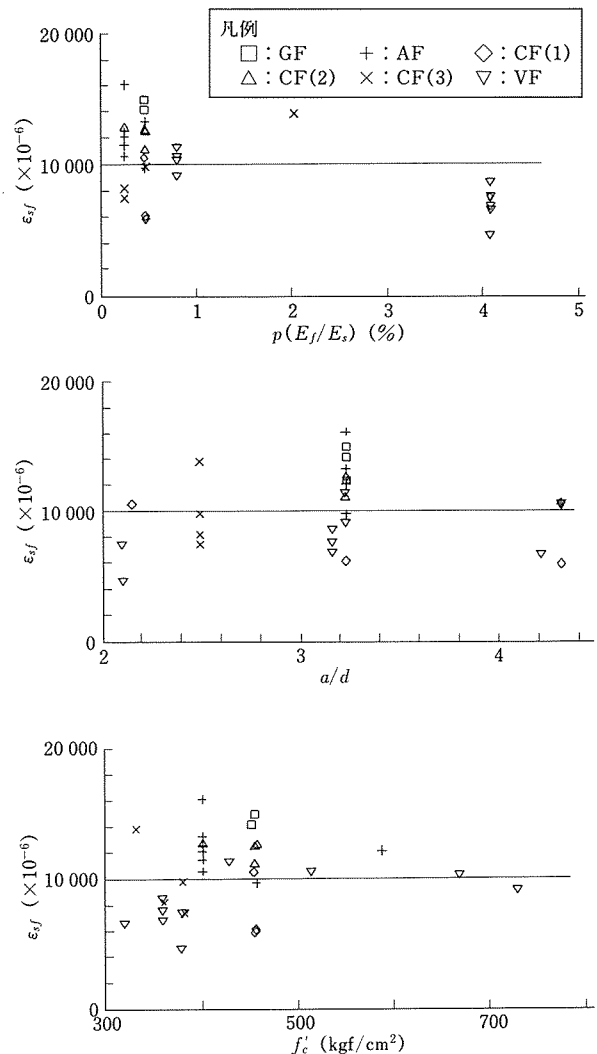 凡例
□：GF ＋：AF ◇：CF(1)
△：CF(2) ×：CF(3) ▽：VF
20 000
10 000
0
ε_sf (×10⁻⁶)
0 1 2 3 4 5
p(E_f/E_s) (%)
20 000
10 000
0
ε_sf (×10⁻⁶)
2 3 4
a/d
20 000
10 000
0
ε_sf (×10⁻⁶)
300 500 700
f_c′ (kgf/cm²)